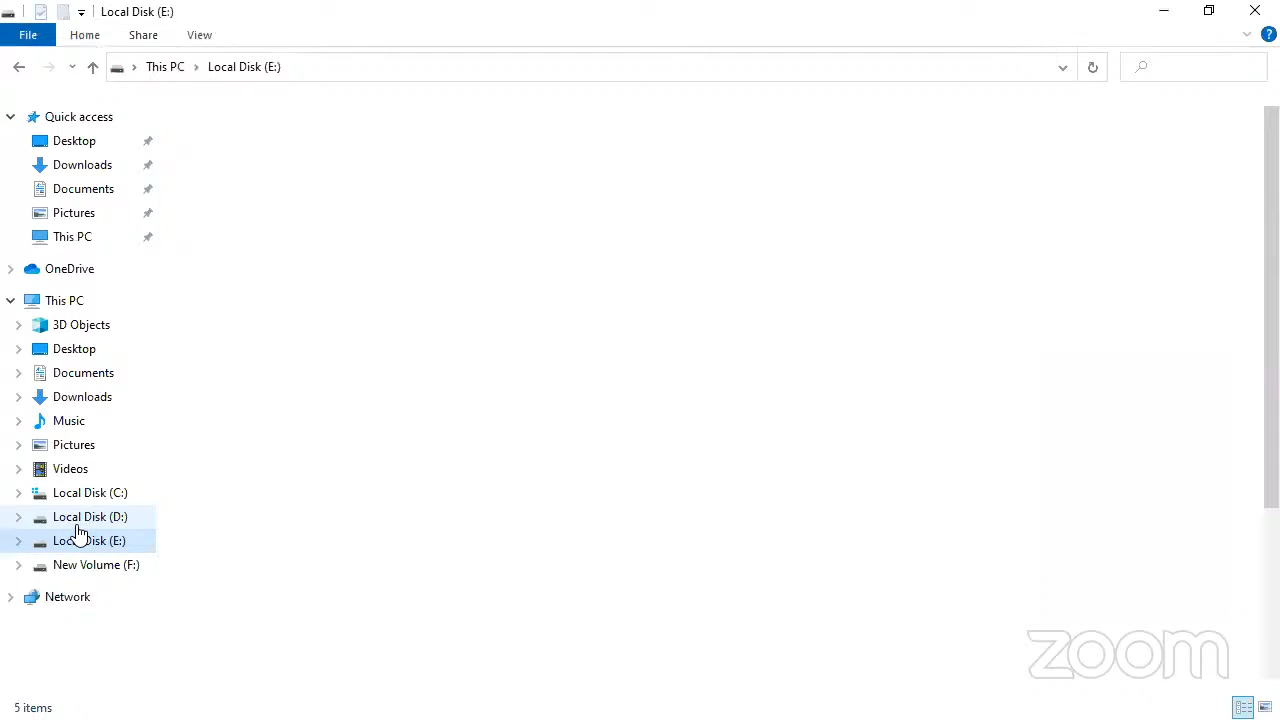 Local Disk (E:)
File Home Share View
This PC Local Disk (E:)
Quick access
Desktop
Downloads
Documents
Pictures
This PC
OneDrive
This PC
3D Objects
Desktop
Documents
Downloads
Music
Pictures
Videos
Local Disk (C:)
Local Disk (D:)
Local Disk (E:)
New Volume (F:)
Network
zoom
5 items